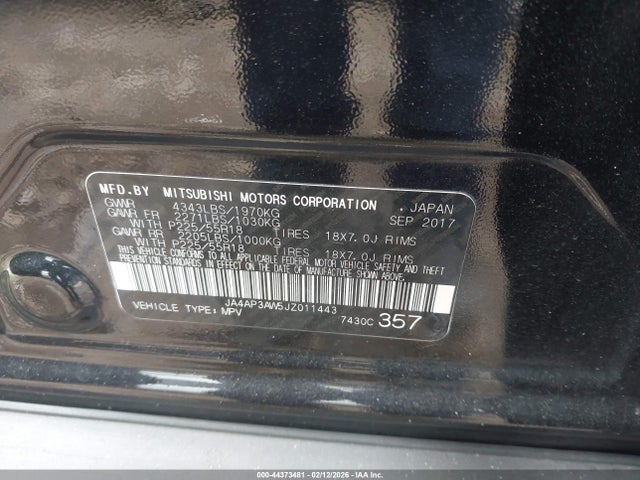 MFD.BY MITSUBISHI MOTORS CORPORATION . JAPAN
GVWR 4343LBS/1970KG SEP 2017
GAWR FR 2271LBS/1030KG
WITH P225/55R18 TIRES 18X7.0J RIMS
GAWR RR 2205LBS/1000KG
WITH P225/55R18 TIRES 18X7.0J RIMS
THIS VEHICLE CONFORMS TO ALL APPLICABLE FEDERAL MOTOR VEHICLE SAFETY AND THEFT
PREVENTION STANDARDS IN EFFECT ON THE DATE OF MANUFACTURE SHOWN ABOVE.
JA4AP3AW5JZ011443
VEHICLE TYPE: MPV 7430C 357
000-44373481 - 02/12/2026 - IAA Inc.